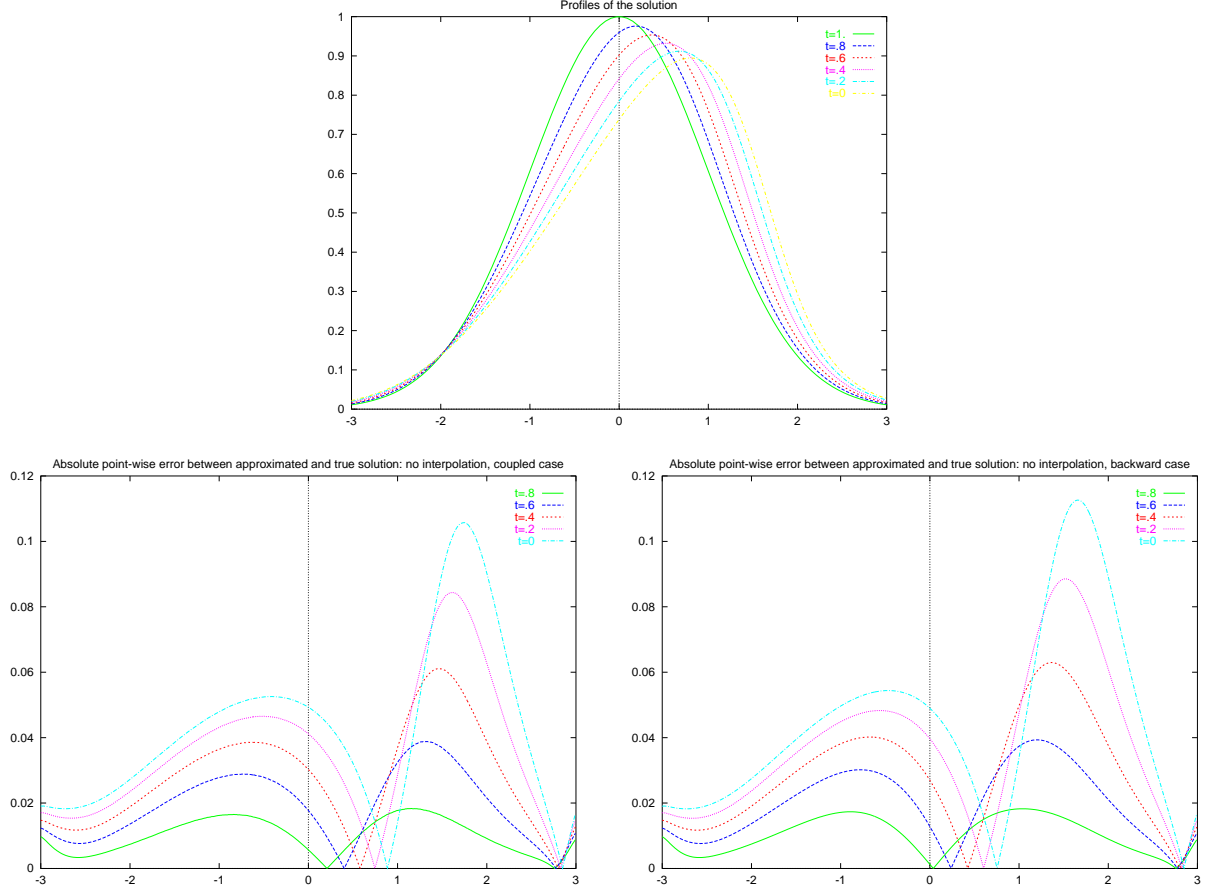 Profiles of the solution
1
0.9
0.8
0.7
0.6
0.5
0.4
0.3
0.2
0.1
0
-3
-2
-1
0
1
2
3
t=1.
t=.8
t=.6
t=.4
t=.2
t=0
Absolute point-wise error between approximated and true solution: no interpolation, coupled case
0.12
0.1
0.08
0.06
0.04
0.02
0
-3
-2
-1
0
1
2
3
t=.8
t=.6
t=.4
t=.2
t=0
Absolute point-wise error between approximated and true solution: no interpolation, backward case
0.12
0.1
0.08
0.06
0.04
0.02
0
-3
-2
-1
0
1
2
3
t=.8
t=.6
t=.4
t=.2
t=0